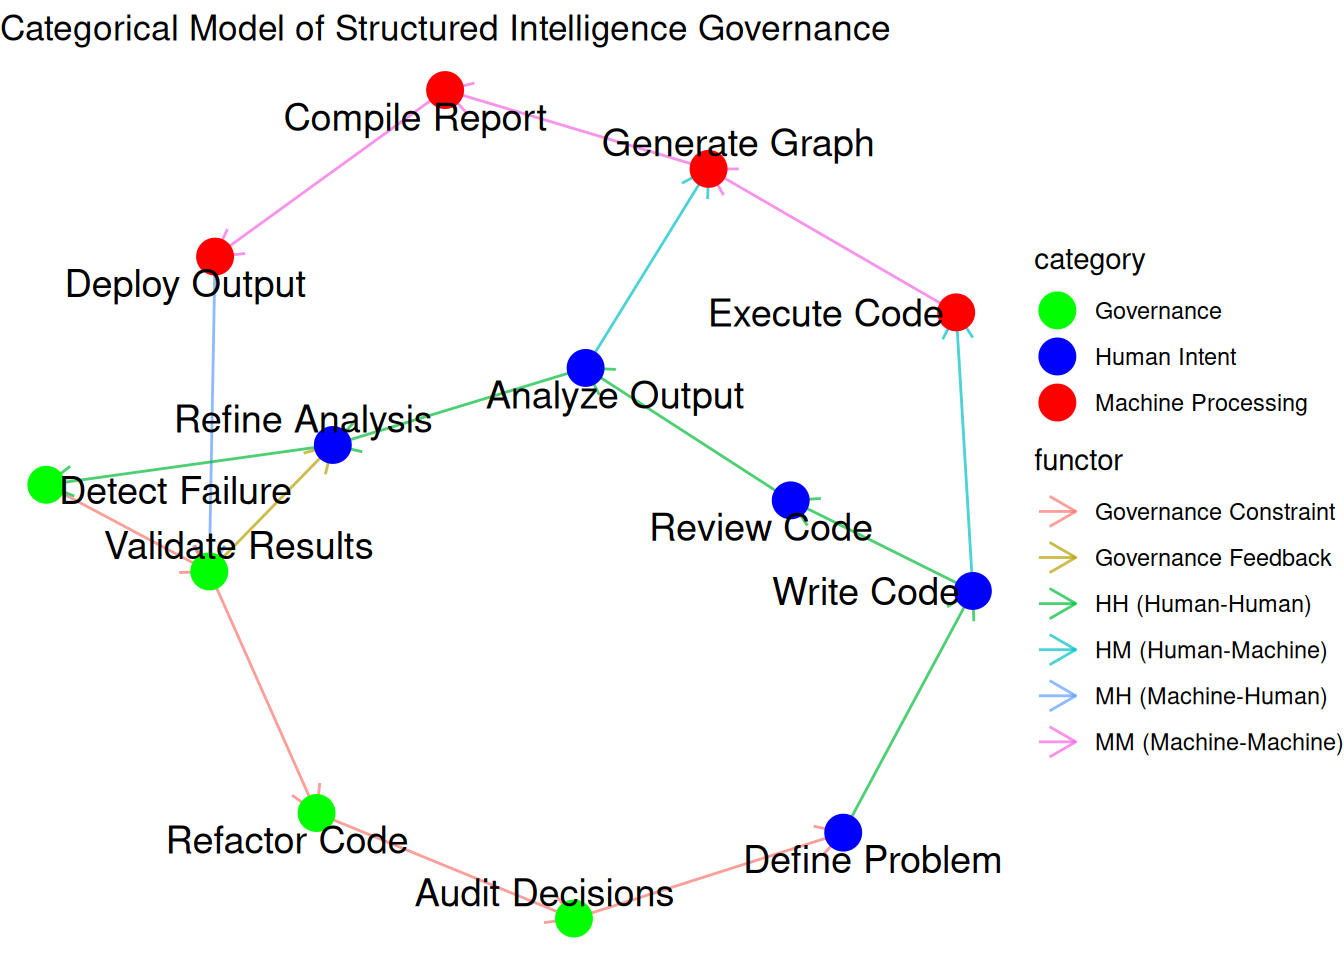 Categorical Model of Structured Intelligence Governance
Compile Report
Generate Graph
Deploy Output
Execute Code
Analyze Output
Refine Analysis
Detect Failure
Review Code
Validate Results
Write Code
Refactor Code
Define Problem
Audit Decisions
category
Governance
Human Intent
Machine Processing
functor
Governance Constraint
Governance Feedback
HH (Human-Human)
HM (Human-Machine)
MH (Machine-Human)
MM (Machine-Machine)